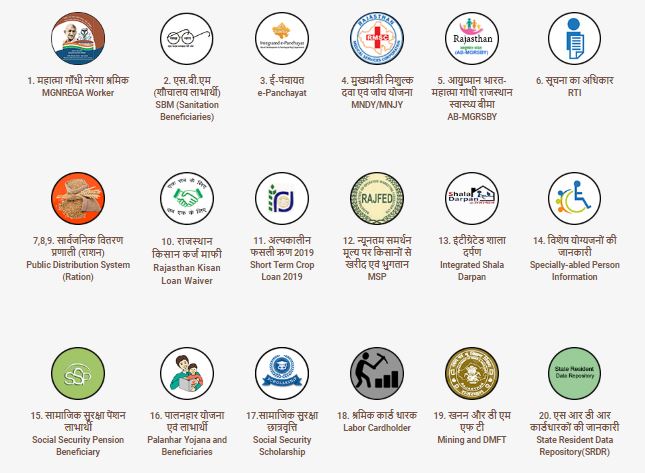 Integrated e-Panchayat
RAJASTHAN
RMSC
MEDICAL SERVICES CORPORATION
Rajasthan
(AB-MGRSBY)
1. महात्मा गाँधी नरेगा श्रमिक
MGNREGA Worker
2. एस.बी.एम
(शौचालय लाभार्थी)
SBM (Sanitation
Beneficiaries)
3. ई-पंचायत
e-Panchayat
4. मुख्यमंत्री निशुल्क
दवा एवं जांच योजना
MNDY/MNJY
5. आयुष्मान भारत-
महात्मा गांधी राजस्थान
स्वास्थ्य बीमा
AB-MGRSBY
6. सूचना का अधिकार
RTI
एक सब के लिए
सब एक के लिए
RAJFED
Shala
Darpan
7,8,9. सार्वजनिक वितरण
प्रणाली (राशन)
Public Distribution System
(Ration)
10. राजस्थान
किसान कर्ज माफी
Rajasthan Kisan
Loan Waiver
11. अल्पकालीन
फसली ऋण 2019
Short Term Crop
Loan 2019
12. न्यूनतम समर्थन
मूल्य पर किसानों से
खरीद एवं भुगतान
MSP
13. इंटीग्रेटेड शाला
दर्पण
Integrated Shala
Darpan
14. विशेष योग्यजनों की
जानकारी
Specially-abled Person
Information
SSP
SCHOLARSHIP
State Resident
Data Repository
15. सामाजिक सुरक्षा पेंशन
लाभार्थी
Social Security Pension
Beneficiary
16. पालनहार योजना
एवं लाभार्थी
Palanhar Yojana and
Beneficiaries
17.सामाजिक सुरक्षा
छात्रवृत्ति
Social Security
Scholarship
18. श्रमिक कार्ड धारक
Labor Cardholder
19. खनन और डी एम
एफ टी
Mining and DMFT
20. एस आर डी आर
कार्डधारकों की जानकारी
State Resident Data
Repository(SRDR)